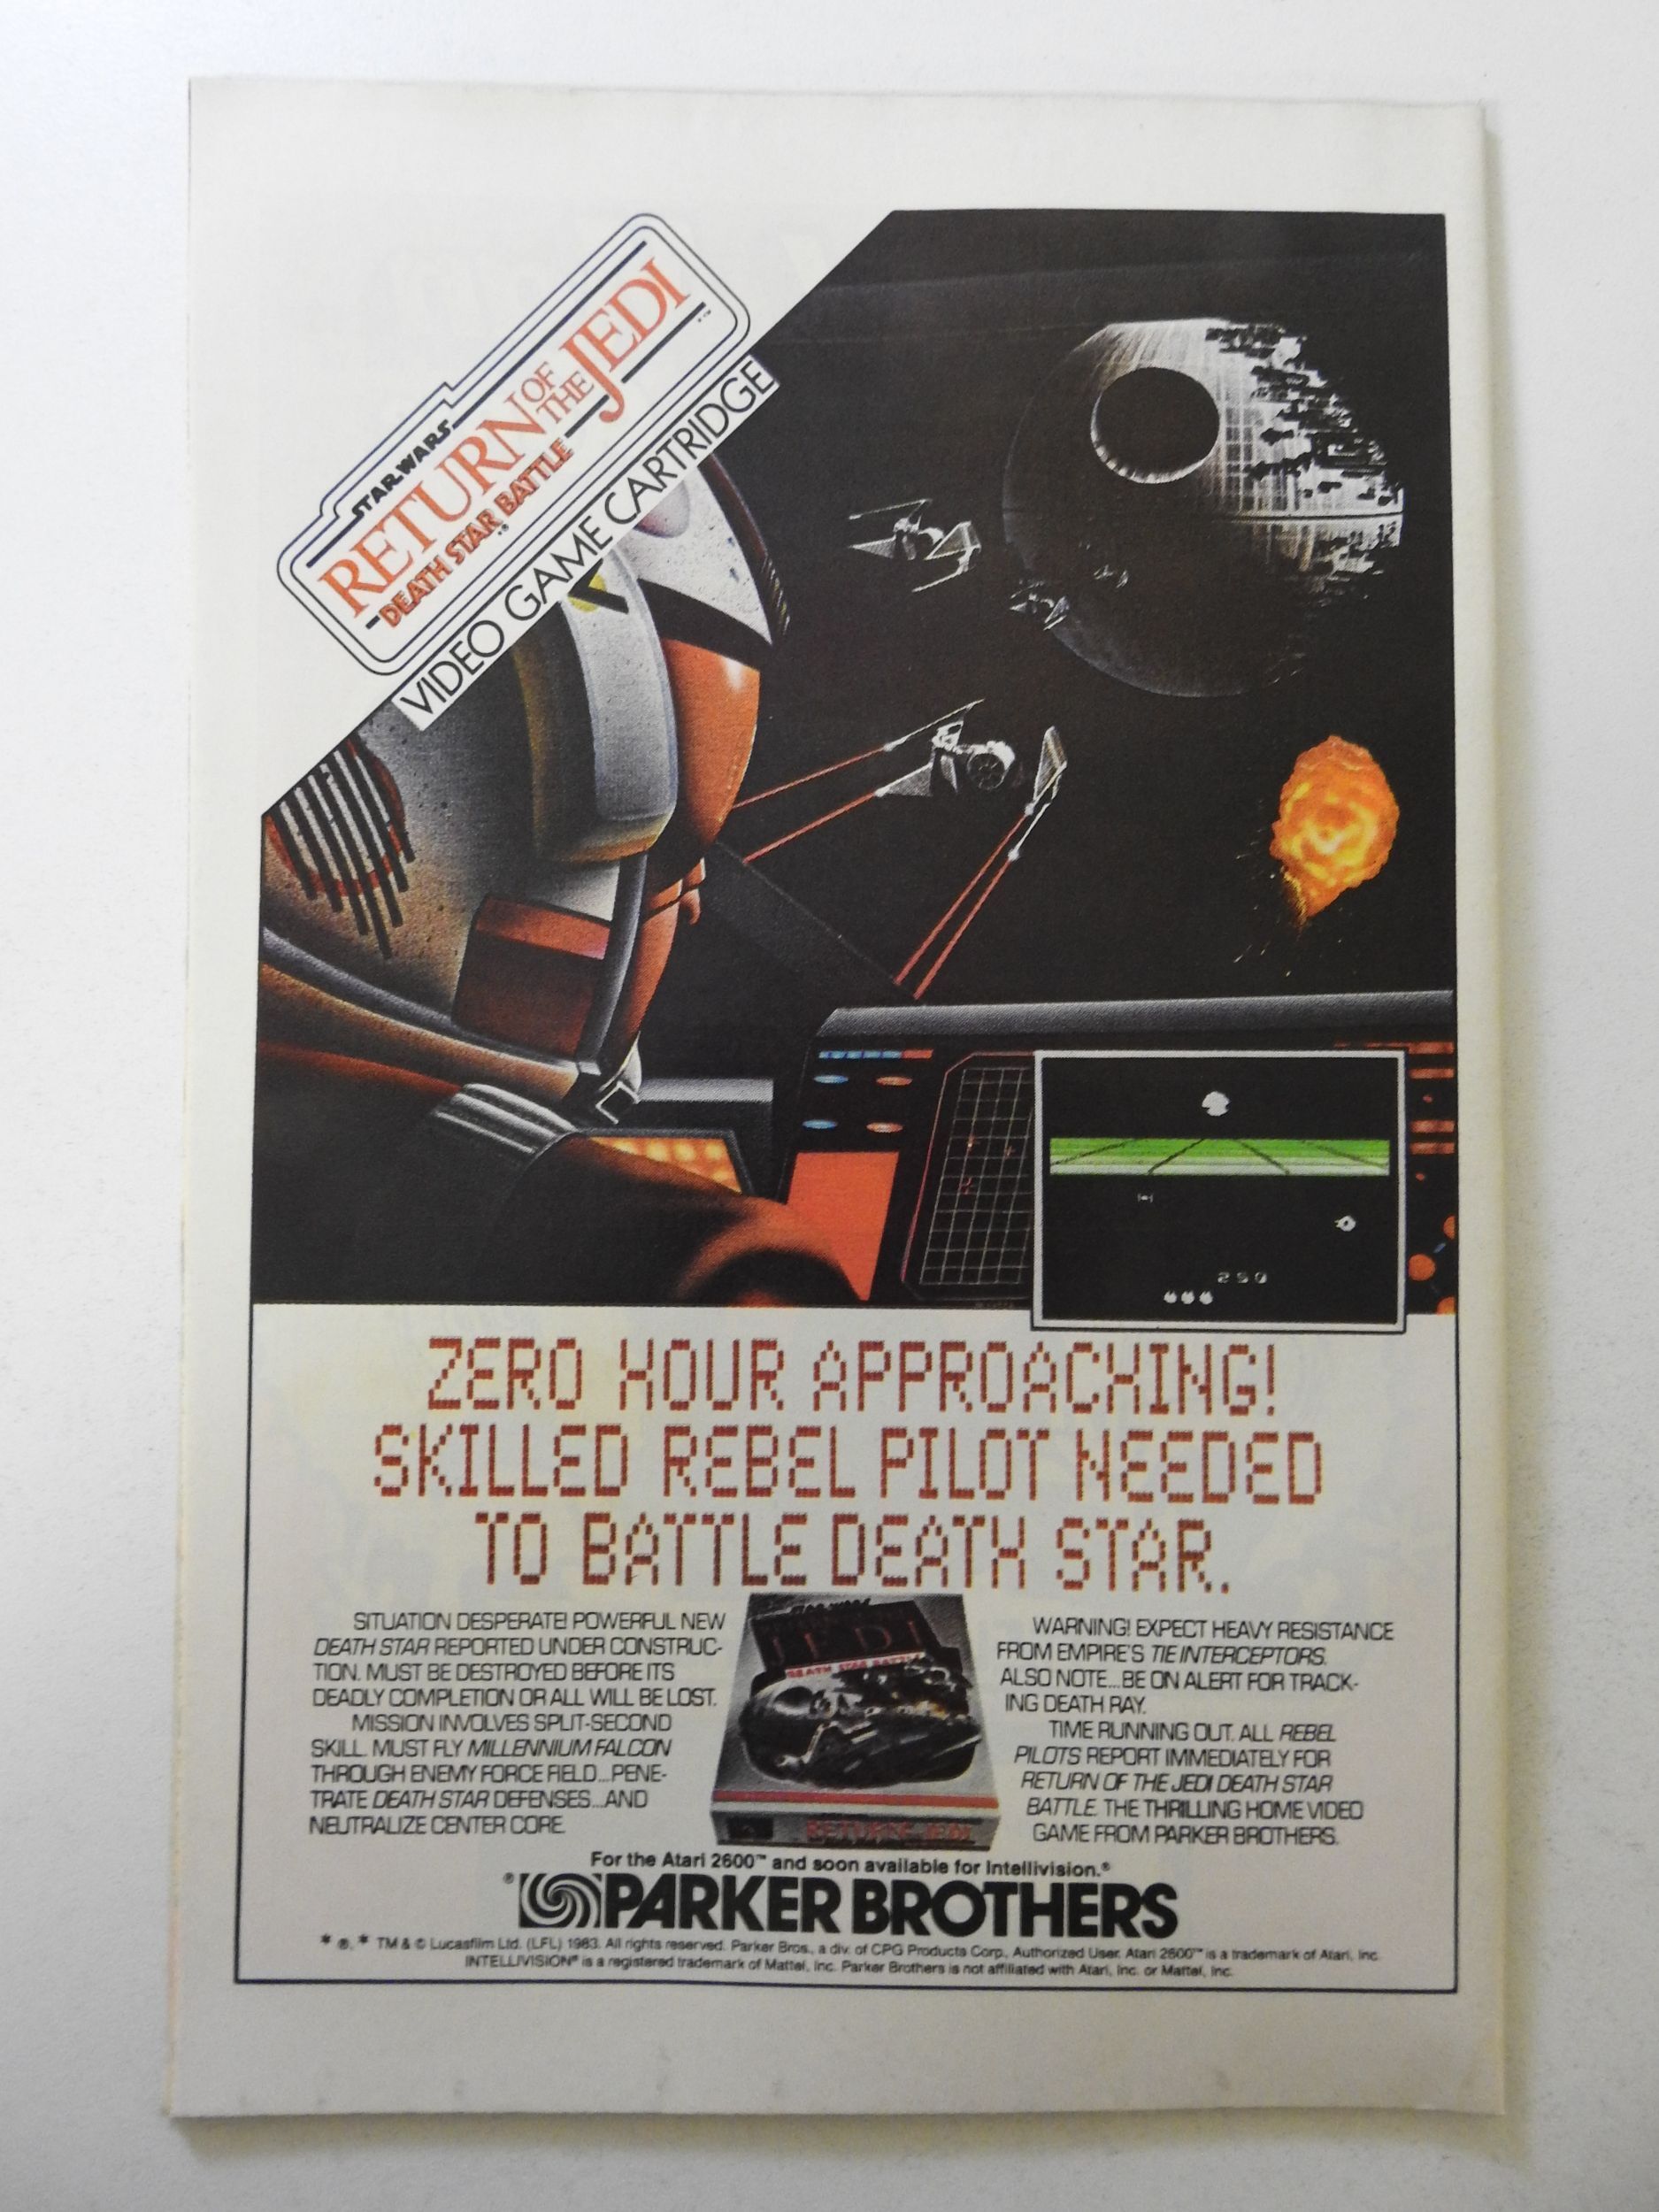 STAR WARS
RETURN OF THE JEDI
DEATH STAR BATTLE
VIDEO GAME CARTRIDGE
250
ZERO HOUR APPROACHING!
SKILLED REBEL PILOT NEEDED
TO BATTLE DEATH STAR.
SITUATION DESPERATE! POWERFUL NEW
DEATH STAR REPORTED UNDER CONSTRUC-
TION. MUST BE DESTROYED BEFORE ITS
DEADLY COMPLETION OR ALL WILL BE LOST.
MISSION INVOLVES SPLIT-SECOND
SKILL. MUST FLY MILLENNIUM FALCON
THROUGH ENEMY FORCE FIELD...PENE-
TRATE DEATH STAR DEFENSES...AND
NEUTRALIZE CENTER CORE.
JEDI
DEATH STAR BATTLE
RETURN JEDI
WARNING! EXPECT HEAVY RESISTANCE
FROM EMPIRE'S TIE INTERCEPTORS.
ALSO NOTE...BE ON ALERT FOR TRACK-
ING DEATH RAY.
TIME RUNNING OUT. ALL REBEL
PILOTS REPORT IMMEDIATELY FOR
RETURN OF THE JEDI DEATH STAR
BATTLE. THE THRILLING HOME VIDEO
GAME FROM PARKER BROTHERS.
For the Atari 2600™ and soon available for Intellivision.®
® PARKER BROTHERS
* ®, * TM & © Lucasfilm Ltd. (LFL) 1983. All rights reserved. Parker Bros., a div. of CPG Products Corp., Authorized User. Atari 2600™ is a trademark of Atari, Inc.
INTELLIVISION® is a registered trademark of Mattel, Inc. Parker Brothers is not affiliated with Atari, Inc. or Mattel, Inc.